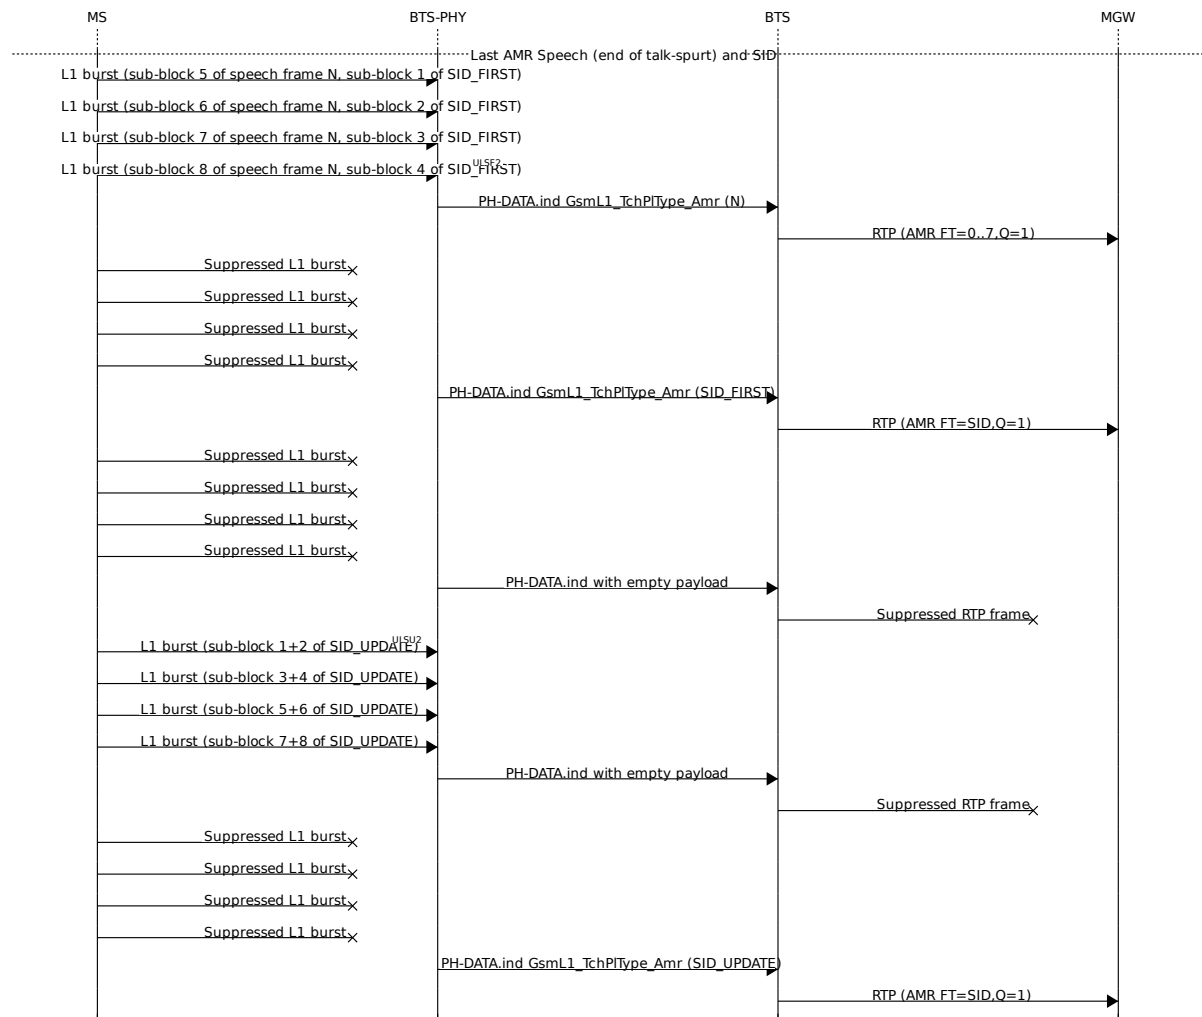 MS BTS-PHY BTS MGW
Last AMR Speech (end of talk-spurt) and SID
L1 burst (sub-block 5 of speech frame N, sub-block 1 of SID_FIRST)
L1 burst (sub-block 6 of speech frame N, sub-block 2 of SID_FIRST)
L1 burst (sub-block 7 of speech frame N, sub-block 3 of SID_FIRST)
L1 burst (sub-block 8 of speech frame N, sub-block 4 of SID_FIRST) ULSF2
PH-DATA.ind GsmL1_TchPlType_Amr (N)
RTP (AMR FT=0..7,Q=1)
Suppressed L1 burst
Suppressed L1 burst
Suppressed L1 burst
Suppressed L1 burst
PH-DATA.ind GsmL1_TchPlType_Amr (SID_FIRST)
RTP (AMR FT=SID,Q=1)
Suppressed L1 burst
Suppressed L1 burst
Suppressed L1 burst
Suppressed L1 burst
PH-DATA.ind with empty payload
Suppressed RTP frame
L1 burst (sub-block 1+2 of SID_UPDATE) ULSU2
L1 burst (sub-block 3+4 of SID_UPDATE)
L1 burst (sub-block 5+6 of SID_UPDATE)
L1 burst (sub-block 7+8 of SID_UPDATE)
PH-DATA.ind with empty payload
Suppressed RTP frame
Suppressed L1 burst
Suppressed L1 burst
Suppressed L1 burst
Suppressed L1 burst
PH-DATA.ind GsmL1_TchPlType_Amr (SID_UPDATE)
RTP (AMR FT=SID,Q=1)